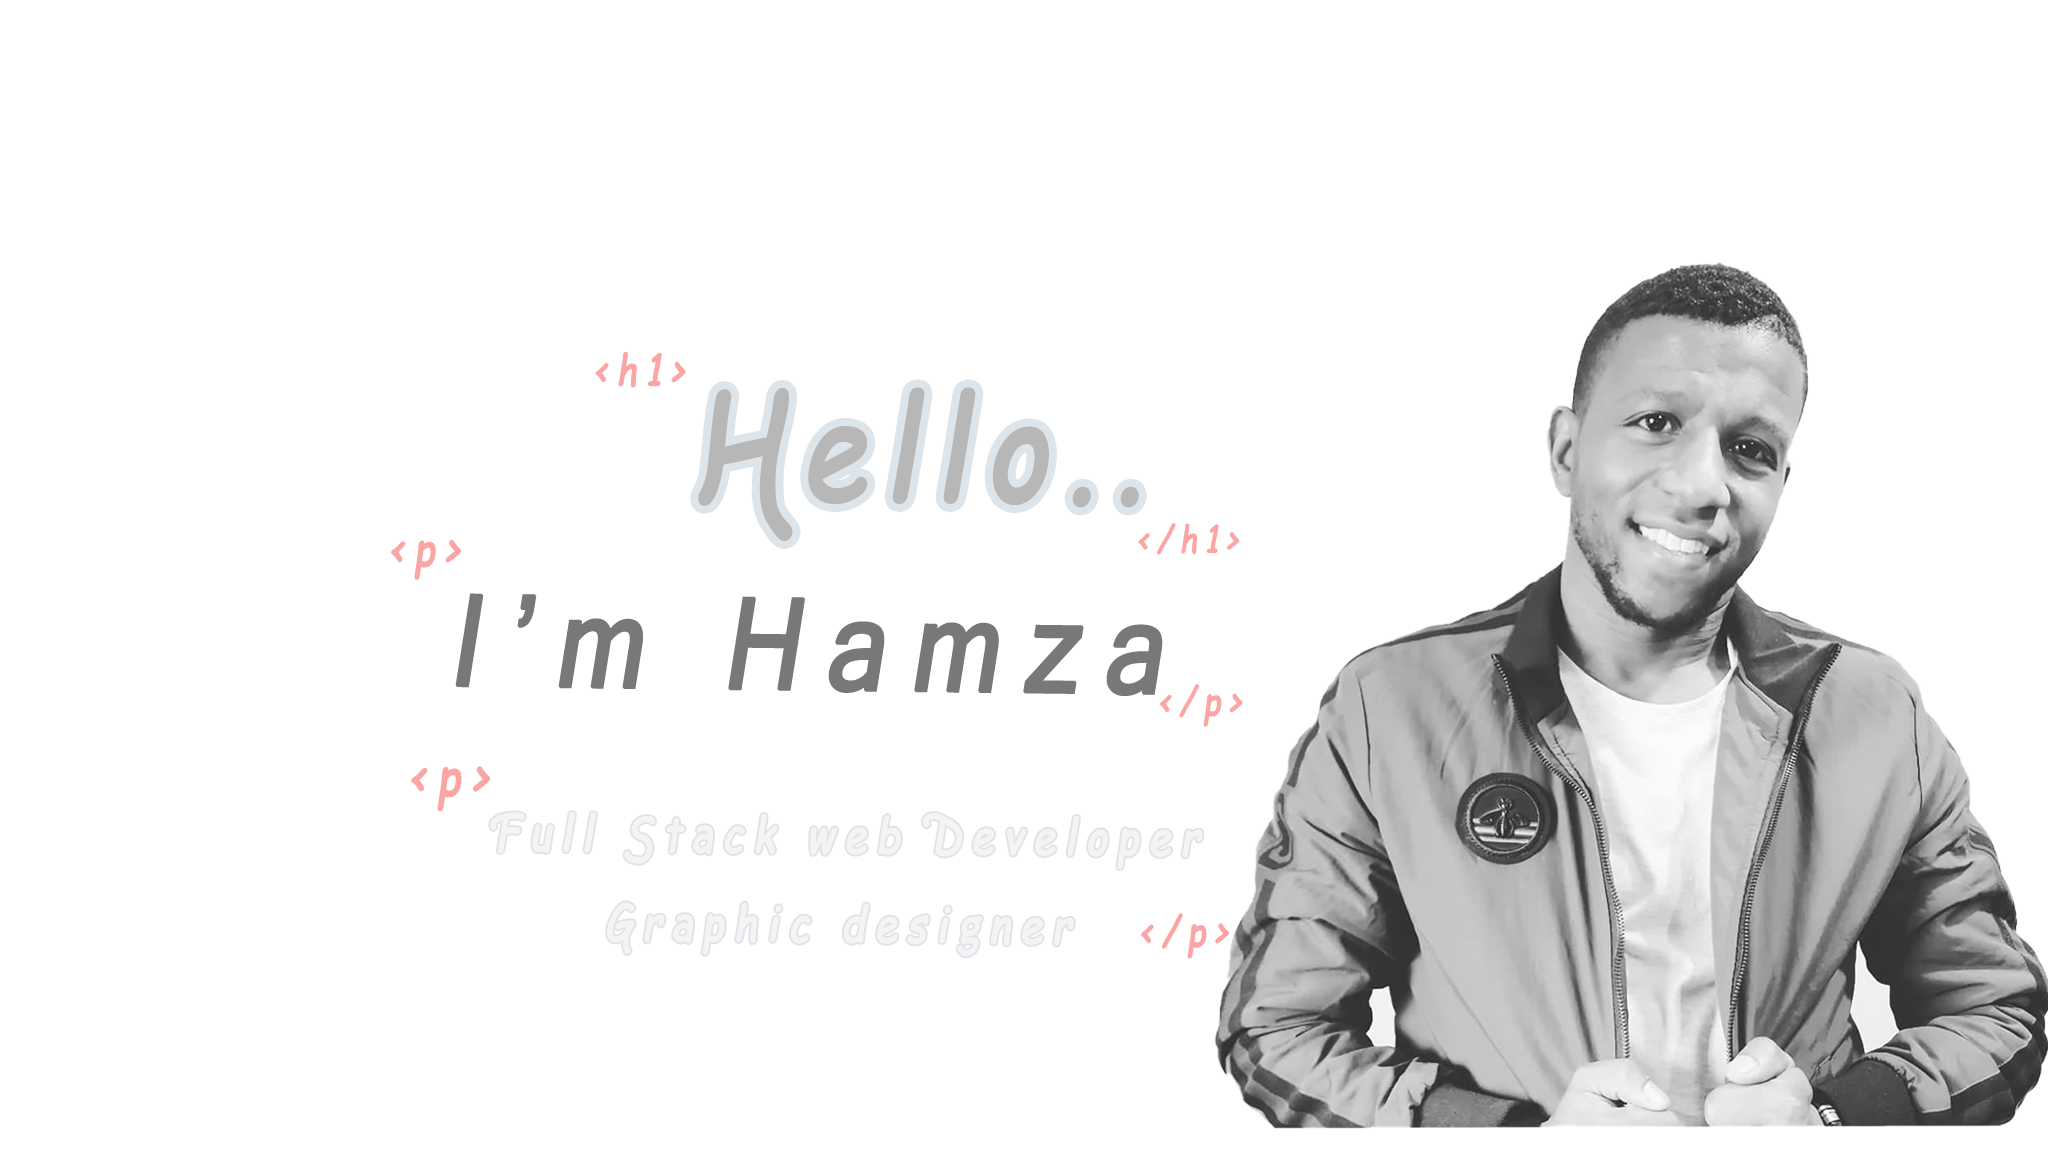 <h1>
Hello..
</h1>
<p>
I’m Hamza
</p>
<p>
Full Stack web Developer
Graphic designer </p>